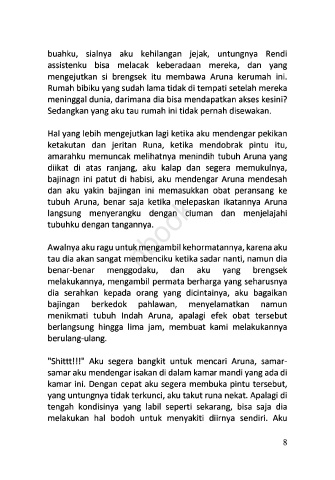 buahku, sialnya aku kehilangan jejak, untungnya Rendi
assistenku bisa melacak keberadaan mereka, dan yang
mengejutkan si brengsek itu membawa Aruna kerumah ini.
Rumah bibiku yang sudah lama tidak di tempati setelah mereka
meninggal dunia, darimana dia bisa mendapatkan akses kesini?
Sedangkan yang aku tau rumah ini tidak pernah disewakan.
Hal yang lebih mengejutkan lagi ketika aku mendengar pekikan
ketakutan dan jeritan Runa, ketika mendobrak pintu itu,
amarahku memuncak melihatnya menindih tubuh Aruna yang
diikat di atas ranjang, aku kalap dan segera memukulnya,
bajinagn ini patut di habisi, aku mendengar Aruna mendesah
dan aku yakin bajingan ini memasukkan obat peransang ke
tubuh Aruna, benar saja ketika melepaskan ikatannya Aruna
langsung menyerangku dengan ciuman dan menjelajahi
tubuhku dengan tangannya.
Awalnya aku ragu untuk mengambil kehormatannya, karena aku
tau dia akan sangat membenciku ketika sadar nanti, namun dia
benar-benar menggodaku, dan aku yang brengsek
melakukannya, mengambil permata berharga yang seharusnya
dia serahkan kepada orang yang dicintainya, aku bagaikan
bajingan berkedok pahlawan, menyelamatkan namun
menikmati tubuh Indah Aruna, apalagi efek obat tersebut
berlangsung hingga lima jam, membuat kami melakukannya
berulang-ulang.
"Shittt!!!" Aku segera bangkit untuk mencari Aruna, samar-
samar aku mendengar isakan di dalam kamar mandi yang ada di
kamar ini. Dengan cepat aku segera membuka pintu tersebut,
yang untungnya tidak terkunci, aku takut runa nekat. Apalagi di
tengah kondisinya yang labil seperti sekarang, bisa saja dia
melakukan hal bodoh untuk menyakiti diirnya sendiri. Aku
8